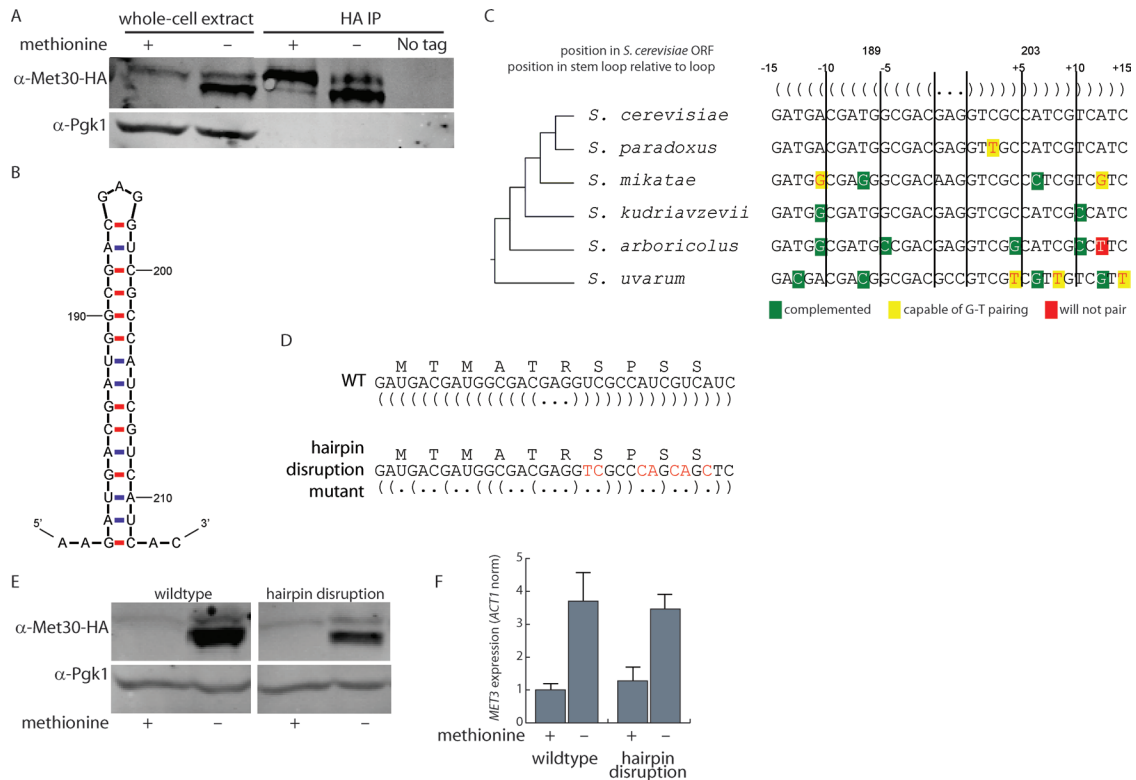 A
whole-cell extract HA IP
methionine + – + – No tag
α-Met30-HA
α-Pgk1
B
G A G
C G
A U
G C
C G
G C
190 G C 200
U A
A U
G C
C G
A U
G C
U A
A U 210
5' A A G C A C 3'
C
position in S. cerevisiae ORF 189 203
position in stem loop relative to loop
-15 -10 -5 +5 +10 +15
(((((((((((((((...)))))))))))))))
S. cerevisiae GATGACGATGGCGACGAGGTCGCCATCGTCATC
S. paradoxus GATGACGATGGCGACGAGGTTGCCATCGTCATC
S. mikatae GATGGCGAGGGCGACAAGGTCGCCCTCGTCGTC
S. kudriavzevii GATGGCGATGGCGACGAGGTCGCCATCGCCATC
S. arboricolus GATGGCGATGCCGACGAGGTCGGCATCGCCTTC
S. uvarum GACGACGACGGCGACGCCGTCGTCGTTGTCGTT
complemented capable of G-T pairing will not pair
D
M T M A T R S P S S
WT GAUGACGAUGGCGACGAGGUCGCCAUCGUCAUC
(((((((((((((((...)))))))))))))))
hairpin
disruption
mutant
M T M A T R S P S S
GAUGACGAUGGCGACGAGGTCGCCCAGCAGCTC
((.((.((..(((..((...))..))).)..).))
E
wildtype hairpin disruption
α-Met30-HA
α-Pgk1
methionine + – + –
F
MET3 expression (ACT1 norm)
5
4
3
2
1
0
methionine + – + –
wildtype hairpin
disruption